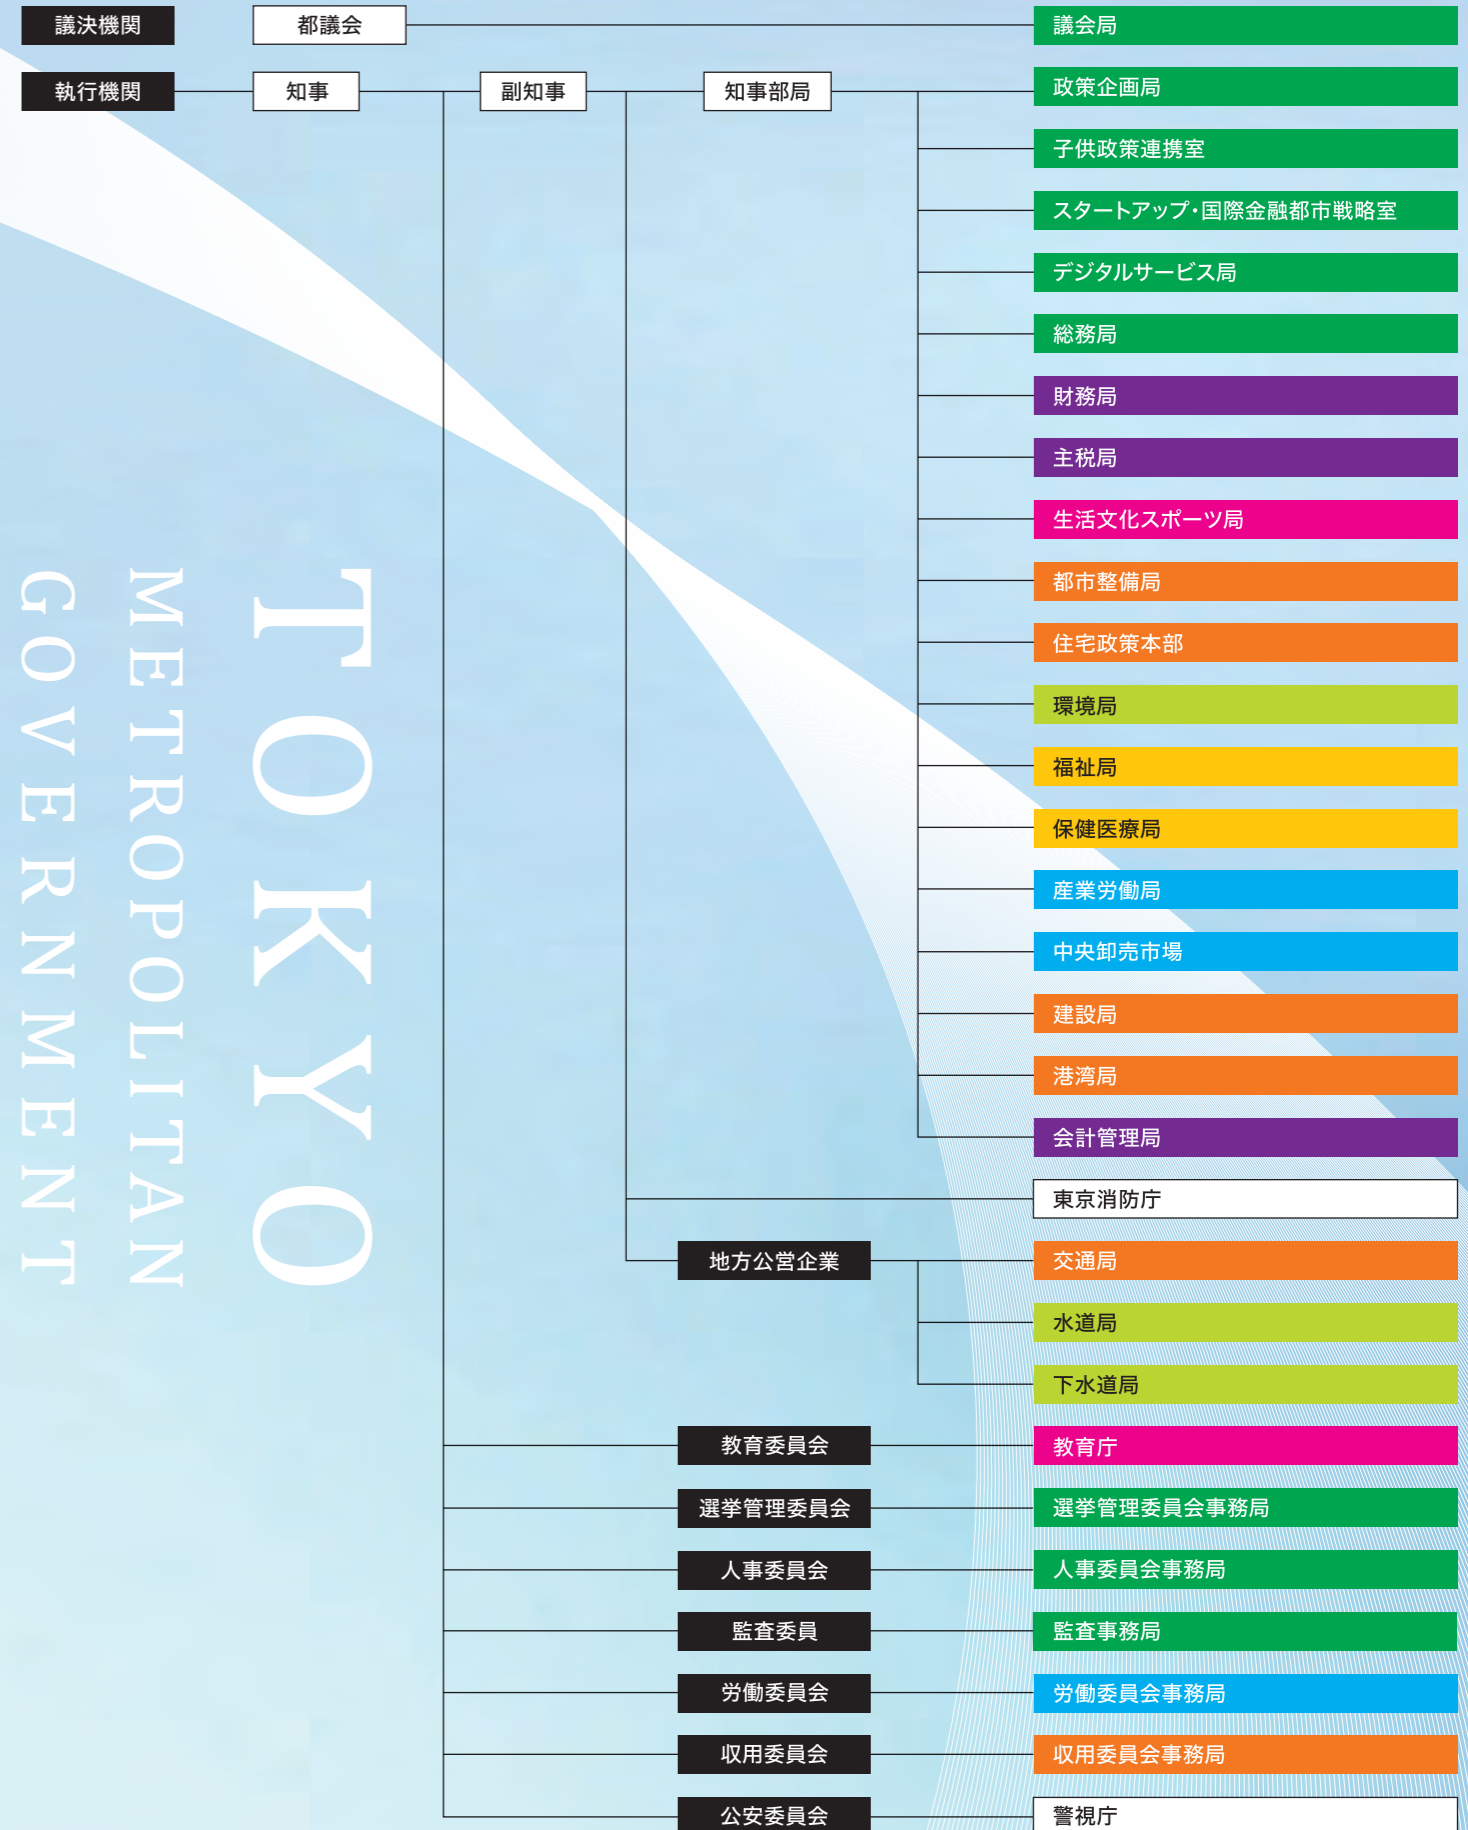 議決機関
都議会
議会局
執行機関
知事
副知事
知事部局
政策企画局
子供政策連携室
スタートアップ・国際金融都市戦略室
デジタルサービス局
総務局
財務局
主税局
生活文化スポーツ局
都市整備局
住宅政策本部
環境局
福祉局
保健医療局
産業労働局
中央卸売市場
建設局
港湾局
会計管理局
東京消防庁
地方公営企業
交通局
水道局
下水道局
教育委員会
教育庁
選挙管理委員会
選挙管理委員会事務局
人事委員会
人事委員会事務局
監査委員
監査事務局
労働委員会
労働委員会事務局
収用委員会
収用委員会事務局
公安委員会
警視庁
TOKYO
METROPOLITAN
GOVERNMENT